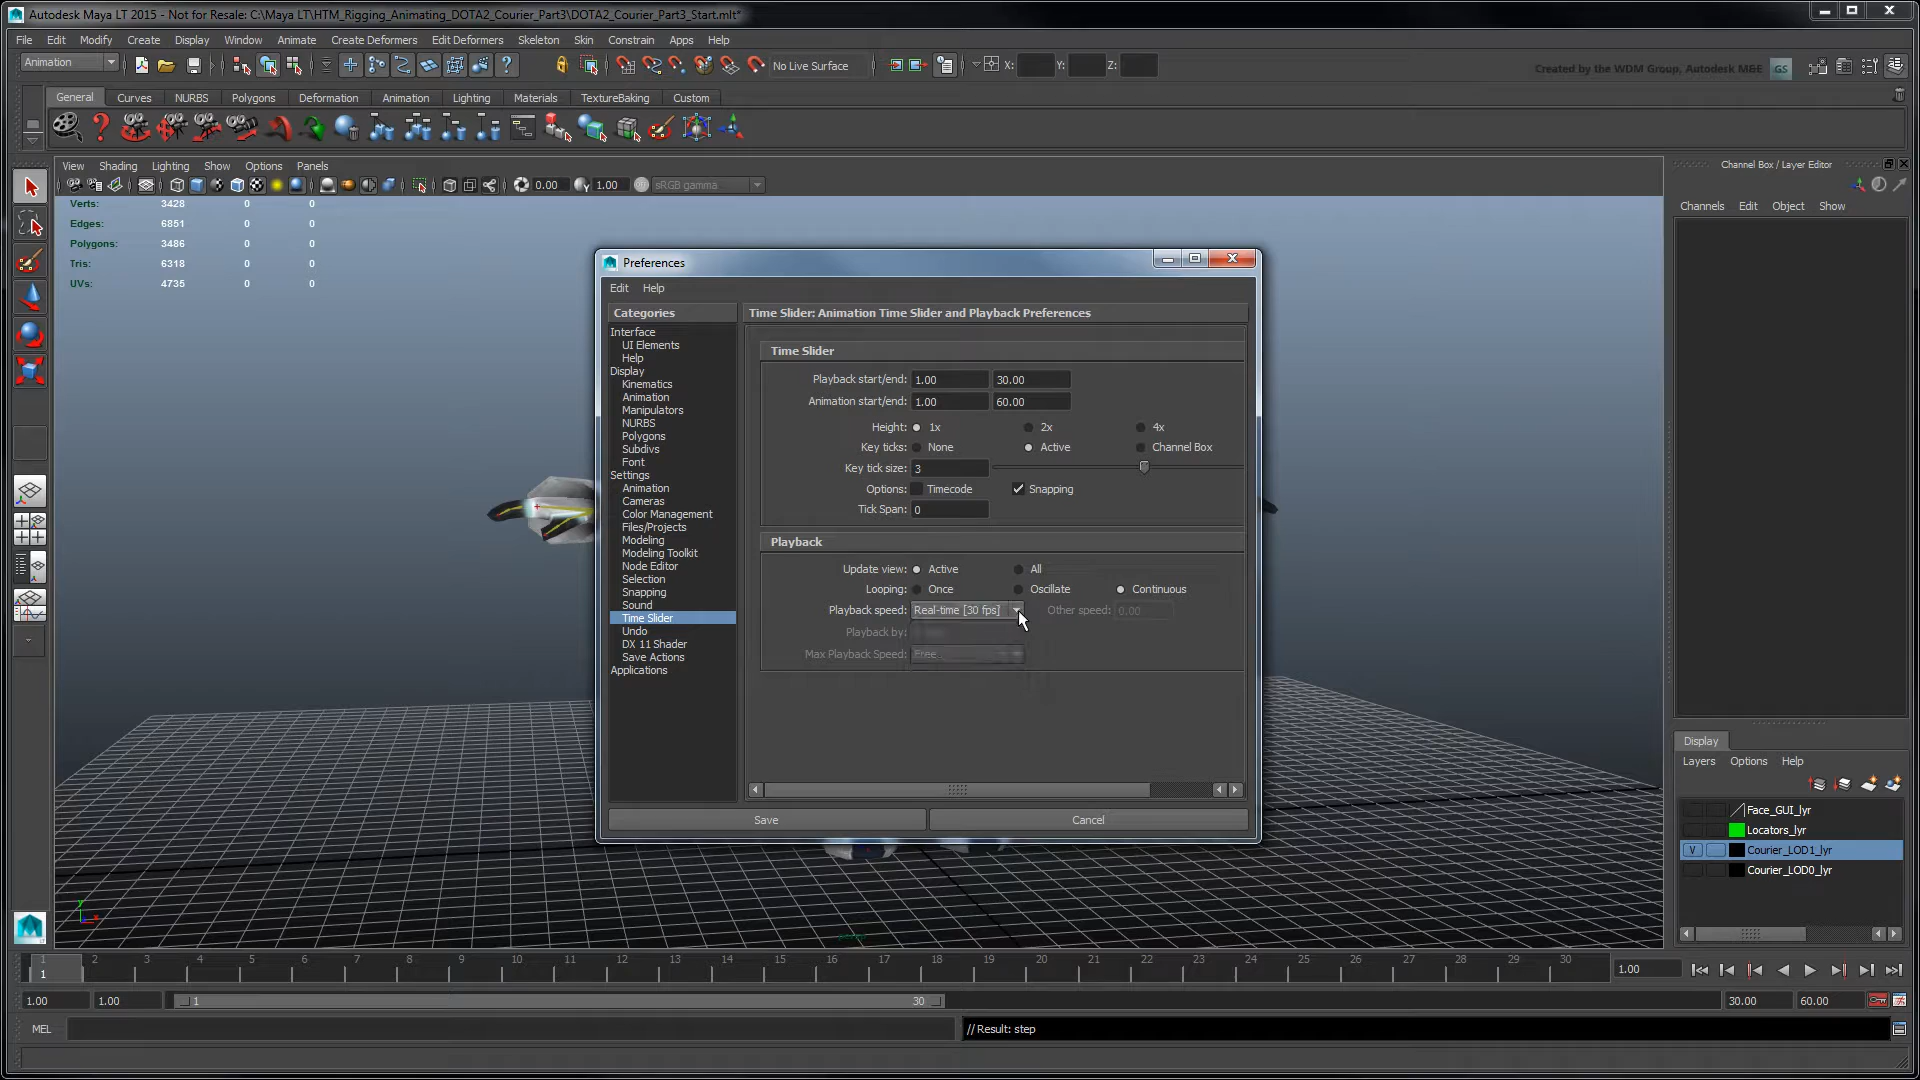 Autodesk Maya LT 2015 - Not for Resale: C:\Maya LT\HTM_Rigging_Animating_DOTA2_Courier_Part3\DOTA2_Courier_Part3_Start.mlt*
File Edit Modify Create Display Window Animate Create Deformers Edit Deformers Skeleton Skin Constrain Apps Help
Animation No Live Surface X: Y: Z: Created by the WDM Group, Autodesk M&E GS
General Curves NURBS Polygons Deformation Animation Lighting Materials TextureBaking Custom
View Shading Lighting Show Options Panels
0.00 1.00 sRGB gamma
Verts: 3428 0 0
Edges: 6851 0 0
Polygons: 3486 0 0
Tris: 6318 0 0
UVs: 4735 0 0
Preferences
Edit Help
Categories
Interface
UI Elements
Help
Display
Kinematics
Animation
Manipulators
NURBS
Polygons
Subdivs
Font
Settings
Animation
Cameras
Color Management
Files/Projects
Modeling
Modeling Toolkit
Node Editor
Selection
Snapping
Sound
Time Slider
Undo
DX 11 Shader
Save Actions
Applications
Time Slider: Animation Time Slider and Playback Preferences
Time Slider
Playback start/end: 1.00 30.00
Animation start/end: 1.00 60.00
Height: 1x 2x 4x
Key ticks: None Active Channel Box
Key tick size: 3
Options: Timecode Snapping
Tick Span: 0
Playback
Update view: Active All
Looping: Once Oscillate Continuous
Playback speed: Real-time [30 fps] Other speed: 0.00
Playback by:
Max Playback Speed: Free
Save Cancel
Channel Box / Layer Editor
Channels Edit Object Show
Display
Layers Options Help
Face_GUI_lyr
Locators_lyr
V Courier_LOD1_lyr
Courier_LOD0_lyr
1 2 3 4 5 6 7 8 9 10 11 12 13 14 15 16 17 18 19 20 21 22 23 24 25 26 27 28 29 30
1 1.00
1.00 1.00 1 30 30.00 60.00
MEL // Result: step